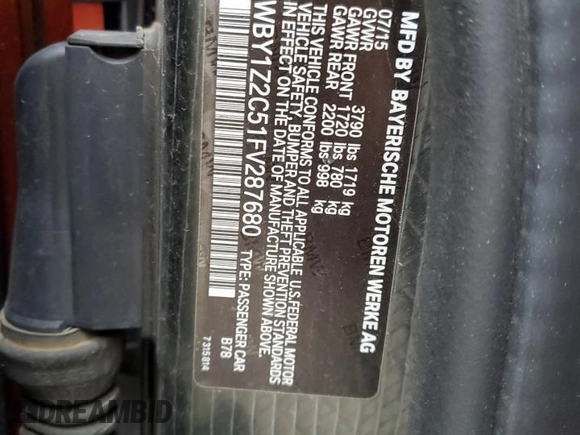 MFD BY BAYERISCHE MOTOREN WERKE AG
07/15
GVWR 3790 lbs 1719 kg
GAWR FRONT 1720 lbs 780 kg
GAWR REAR 2200 lbs 998 kg
THIS VEHICLE CONFORMS TO ALL APPLICABLE U.S.FEDERAL MOTOR
VEHICLE SAFETY, BUMPER AND THEFT PREVENTION STANDARDS
IN EFFECT ON THE DATE OF MANUFACTURE SHOWN ABOVE.
WBY1Z2C51FV287680 TYPE: PASSENGER CAR
B78
7315814
DREAMBID